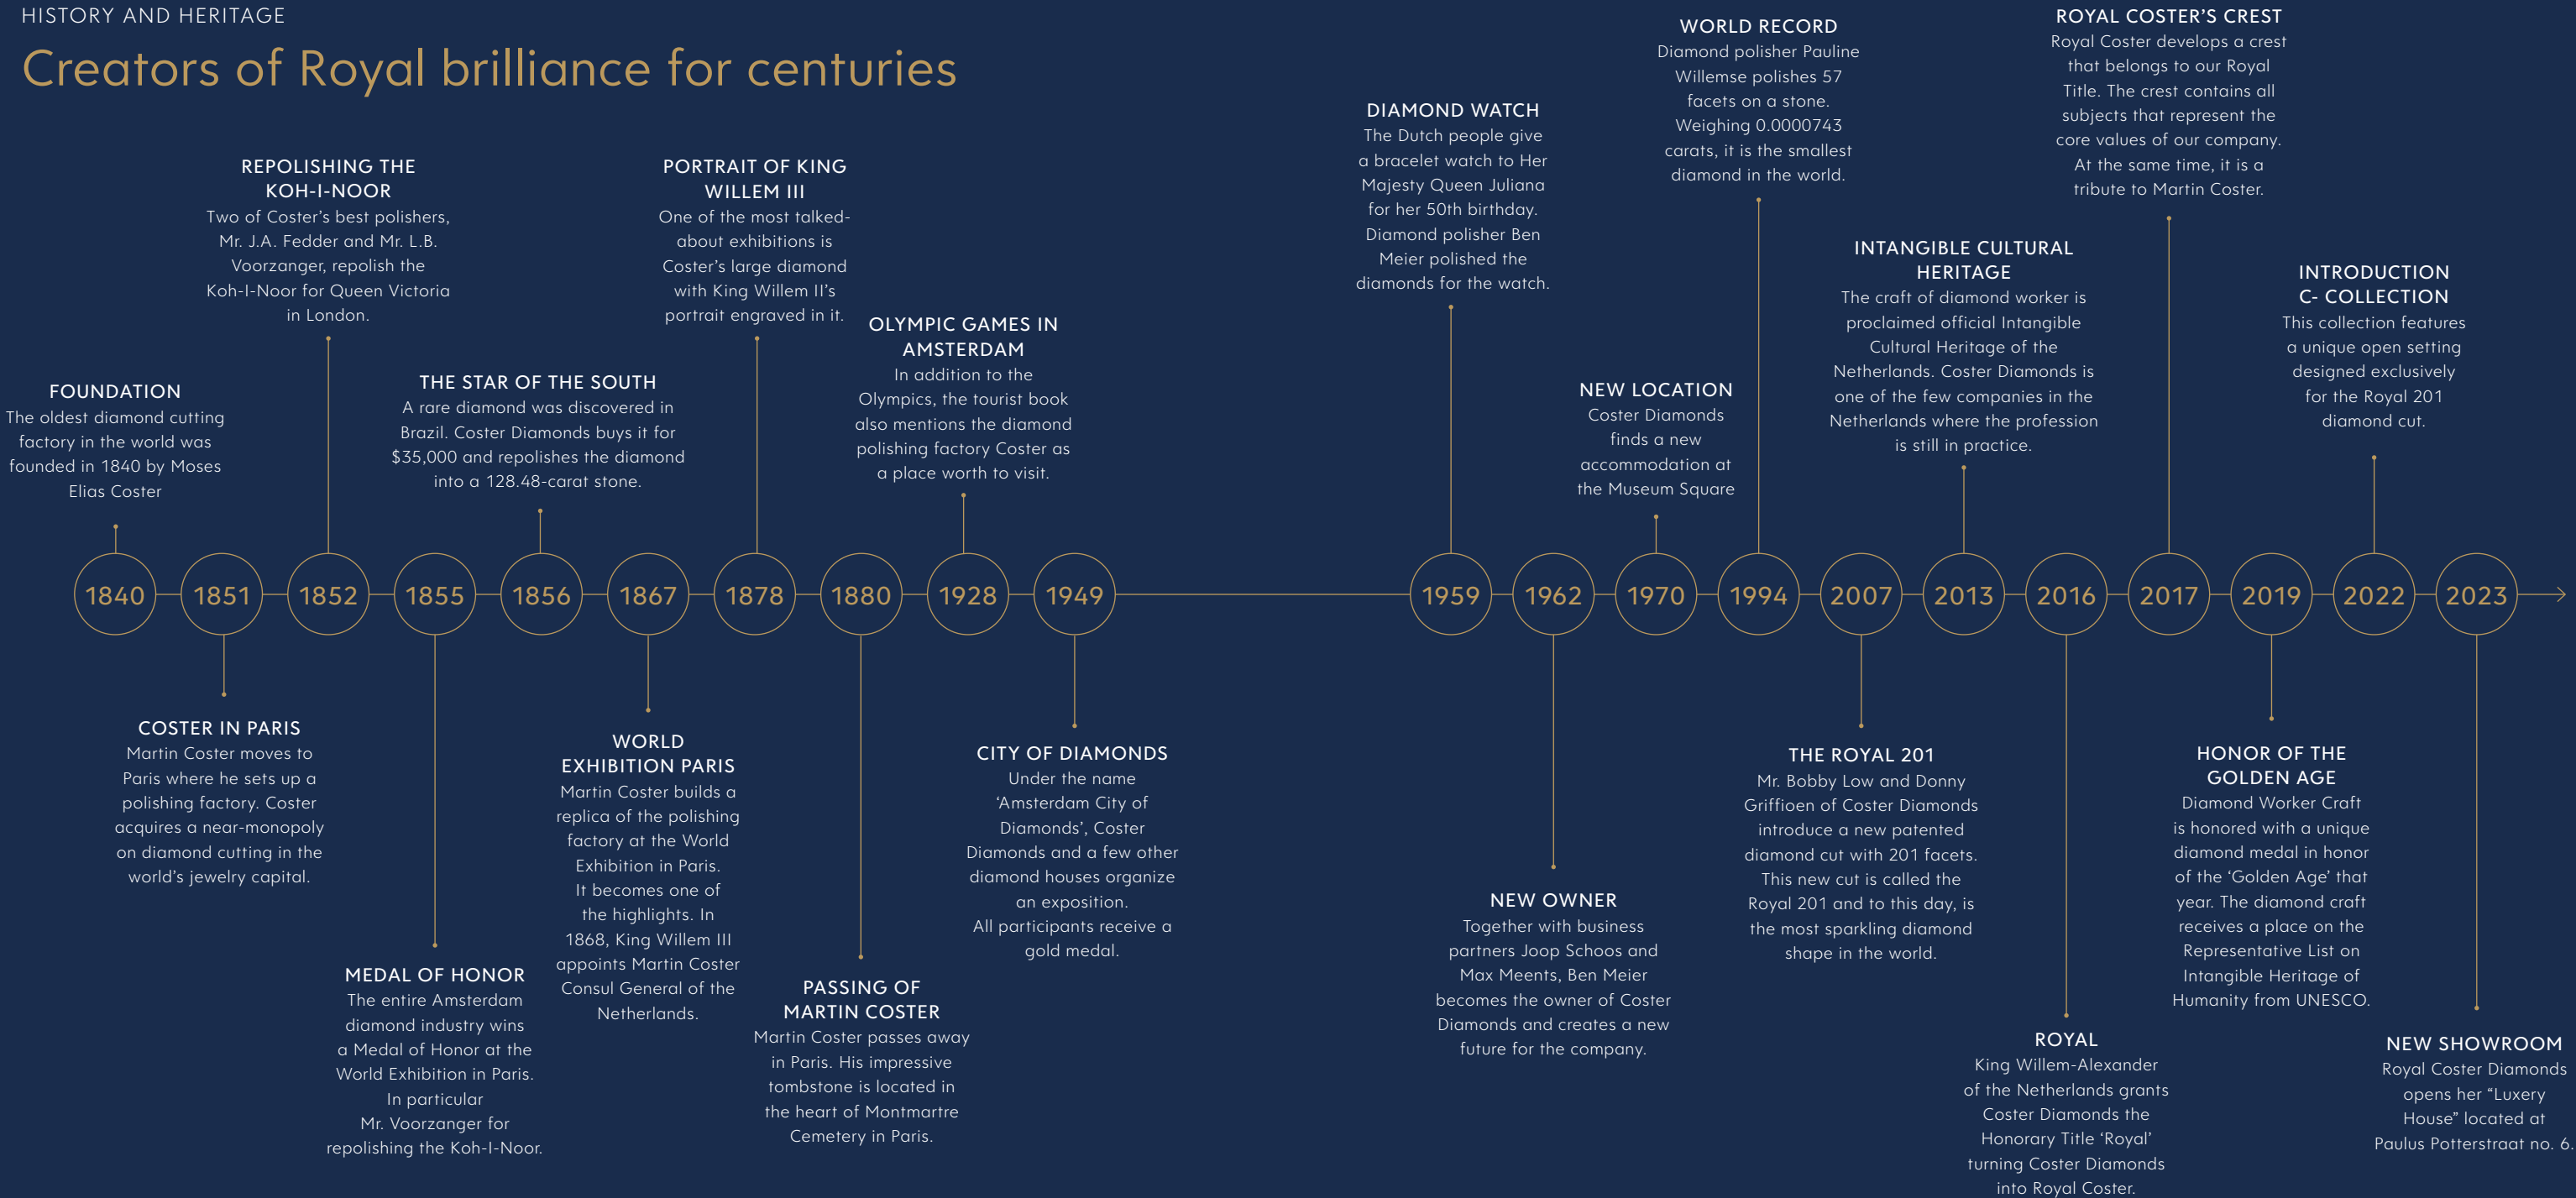 HISTORY AND HERITAGE
Creators of Royal brilliance for centuries
FOUNDATION
The oldest diamond cutting
factory in the world was
founded in 1840 by Moses
Elias Coster
1840
1851
COSTER IN PARIS
Martin Coster moves to
Paris where he sets up a
polishing factory. Coster
acquires a near-monopoly
on diamond cutting in the
world's jewelry capital.
REPOLISHING THE
KOH-I-NOOR
Two of Coster's best polishers,
Mr. J.A. Fedder and Mr. L.B.
Voorzanger, repolish the
Koh-I-Noor for Queen Victoria
in London.
1852
1855
MEDAL OF HONOR
The entire Amsterdam
diamond industry wins
a Medal of Honor at the
World Exhibition in Paris.
In particular
Mr. Voorzanger for
repolishing the Koh-I-Noor.
THE STAR OF THE SOUTH
A rare diamond was discovered in
Brazil. Coster Diamonds buys it for
$35,000 and repolishes the diamond
into a 128.48-carat stone.
1856
1867
WORLD
EXHIBITION PARIS
Martin Coster builds a
replica of the polishing
factory at the World
Exhibition in Paris.
It becomes one of
the highlights. In
1868, King Willem III
appoints Martin Coster
Consul General of the
Netherlands.
PORTRAIT OF KING
WILLEM III
One of the most talked-
about exhibitions is
Coster's large diamond
with King Willem II's
portrait engraved in it.
1878
1880
PASSING OF
MARTIN COSTER
Martin Coster passes away
in Paris. His impressive
tombstone is located in
the heart of Montmartre
Cemetery in Paris.
OLYMPIC GAMES IN
AMSTERDAM
In addition to the
Olympics, the tourist book
also mentions the diamond
polishing factory Coster as
a place worth to visit.
1928
1949
CITY OF DIAMONDS
Under the name
'Amsterdam City of
Diamonds', Coster
Diamonds and a few other
diamond houses organize
an exposition.
All participants receive a
gold medal.
DIAMOND WATCH
The Dutch people give
a bracelet watch to Her
Majesty Queen Juliana
for her 50th birthday.
Diamond polisher Ben
Meier polished the
diamonds for the watch.
1959
1962
NEW OWNER
Together with business
partners Joop Schoos and
Max Meents, Ben Meier
becomes the owner of Coster
Diamonds and creates a new
future for the company.
NEW LOCATION
Coster Diamonds
finds a new
accommodation at
the Museum Square
1970
WORLD RECORD
Diamond polisher Pauline
Willemse polishes 57
facets on a stone.
Weighing 0.0000743
carats, it is the smallest
diamond in the world.
1994
2007
THE ROYAL 201
Mr. Bobby Low and Donny
Griffioen of Coster Diamonds
introduce a new patented
diamond cut with 201 facets.
This new cut is called the
Royal 201 and to this day, is
the most sparkling diamond
shape in the world.
INTANGIBLE CULTURAL
HERITAGE
The craft of diamond worker is
proclaimed official Intangible
Cultural Heritage of the
Netherlands. Coster Diamonds is
one of the few companies in the
Netherlands where the profession
is still in practice.
2013
2016
ROYAL
King Willem-Alexander
of the Netherlands grants
Coster Diamonds the
Honorary Title 'Royal'
turning Coster Diamonds
into Royal Coster.
ROYAL COSTER'S CREST
Royal Coster develops a crest
that belongs to our Royal
Title. The crest contains all
subjects that represent the
core values of our company.
At the same time, it is a
tribute to Martin Coster.
2017
2019
HONOR OF THE
GOLDEN AGE
Diamond Worker Craft
is honored with a unique
diamond medal in honor
of the 'Golden Age' that
year. The diamond craft
receives a place on the
Representative List on
Intangible Heritage of
Humanity from UNESCO.
INTRODUCTION
C- COLLECTION
This collection features
a unique open setting
designed exclusively
for the Royal 201
diamond cut.
2022
2023
NEW SHOWROOM
Royal Coster Diamonds
opens her "Luxery
House" located at
Paulus Potterstraat no. 6.